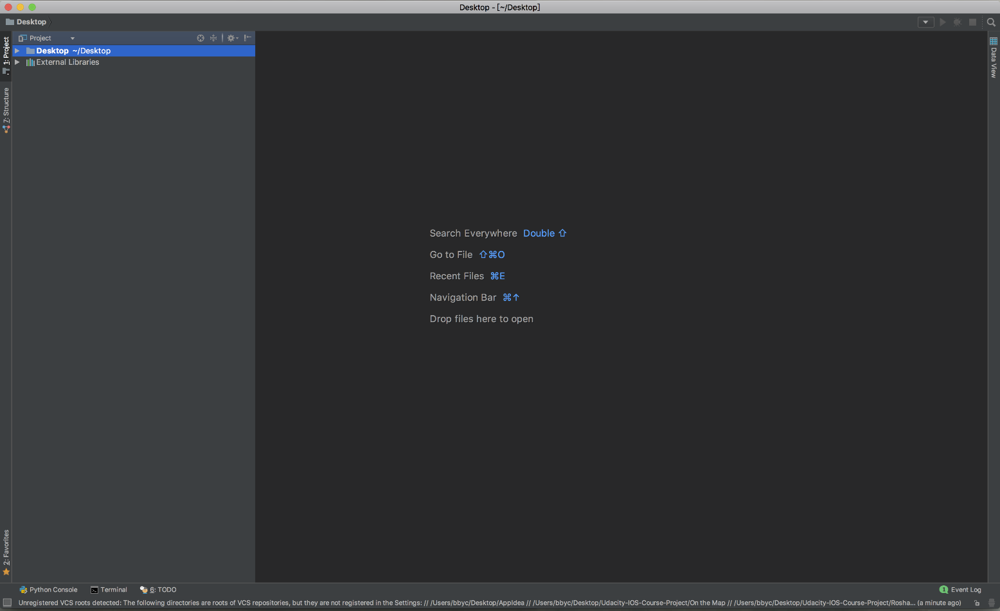 Desktop - [~/Desktop]
Desktop
Project
Desktop ~/Desktop
External Libraries
1: Project
7: Structure
2: Favorites
Data View
Search Everywhere Double ⇧
Go to File ⇧⌘O
Recent Files ⌘E
Navigation Bar ⌘↑
Drop files here to open
Python Console
Terminal
6: TODO
1 Event Log
Unregistered VCS roots detected: The following directories are roots of VCS repositories, but they are not registered in the Settings: // /Users/bbyc/Desktop/AppIdea // /Users/bbyc/Desktop/Udacity-IOS-Course-Project/On the Map // /Users/bbyc/Desktop/Udacity-IOS-Course-Project/Rosha... (a minute ago)